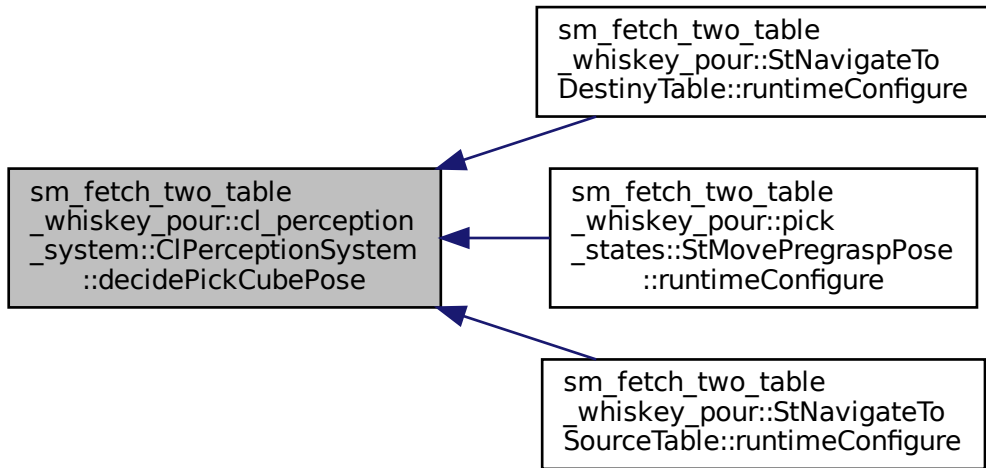 sm_fetch_two_table
_whiskey_pour::StNavigateTo
DestinyTable::runtimeConfigure
sm_fetch_two_table
_whiskey_pour::cl_perception
_system::ClPerceptionSystem
::decidePickCubePose
sm_fetch_two_table
_whiskey_pour::pick
_states::StMovePregraspPose
::runtimeConfigure
sm_fetch_two_table
_whiskey_pour::StNavigateTo
SourceTable::runtimeConfigure